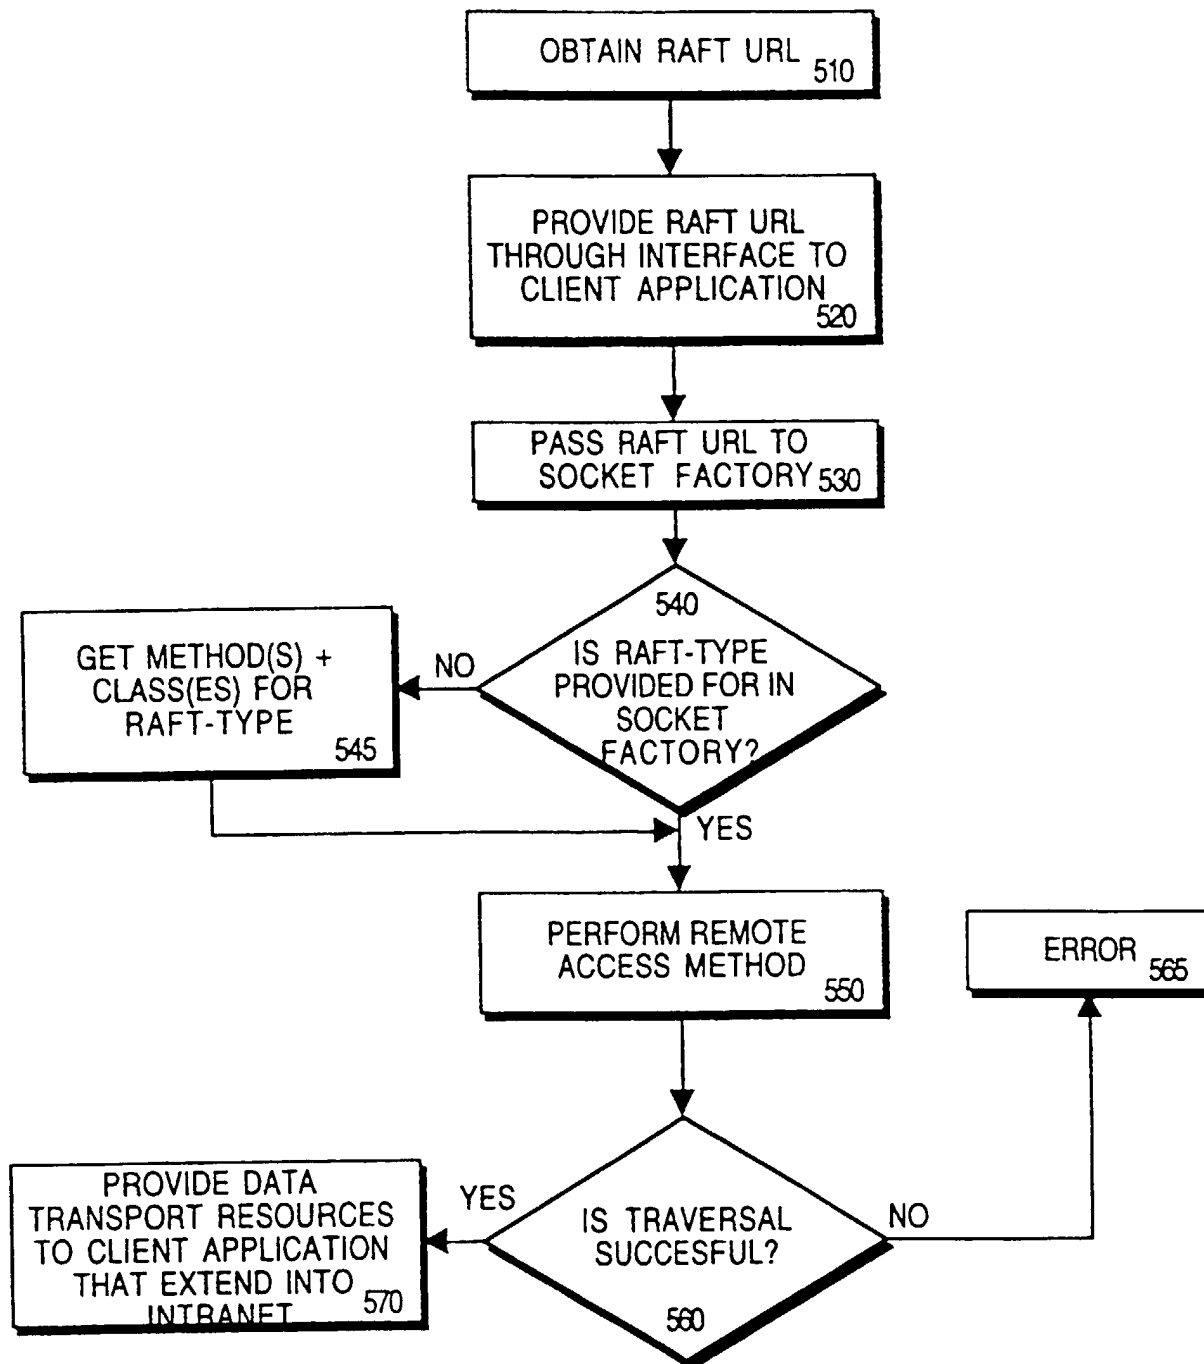 OBTAIN RAFT URL
510
PROVIDE RAFT URL
THROUGH INTERFACE TO
CLIENT APPLICATION
520
PASS RAFT URL TO
SOCKET FACTORY 530
540
IS RAFT-TYPE
PROVIDED FOR IN
SOCKET
FACTORY?
NO
GET METHOD(S) +
CLASS(ES) FOR
RAFT-TYPE
545
YES
PERFORM REMOTE
ACCESS METHOD
550
ERROR
565
IS TRAVERSAL
SUCCESFUL?
560
NO
YES
PROVIDE DATA
TRANSPORT RESOURCES
TO CLIENT APPLICATION
THAT EXTEND INTO
INTRANET
570